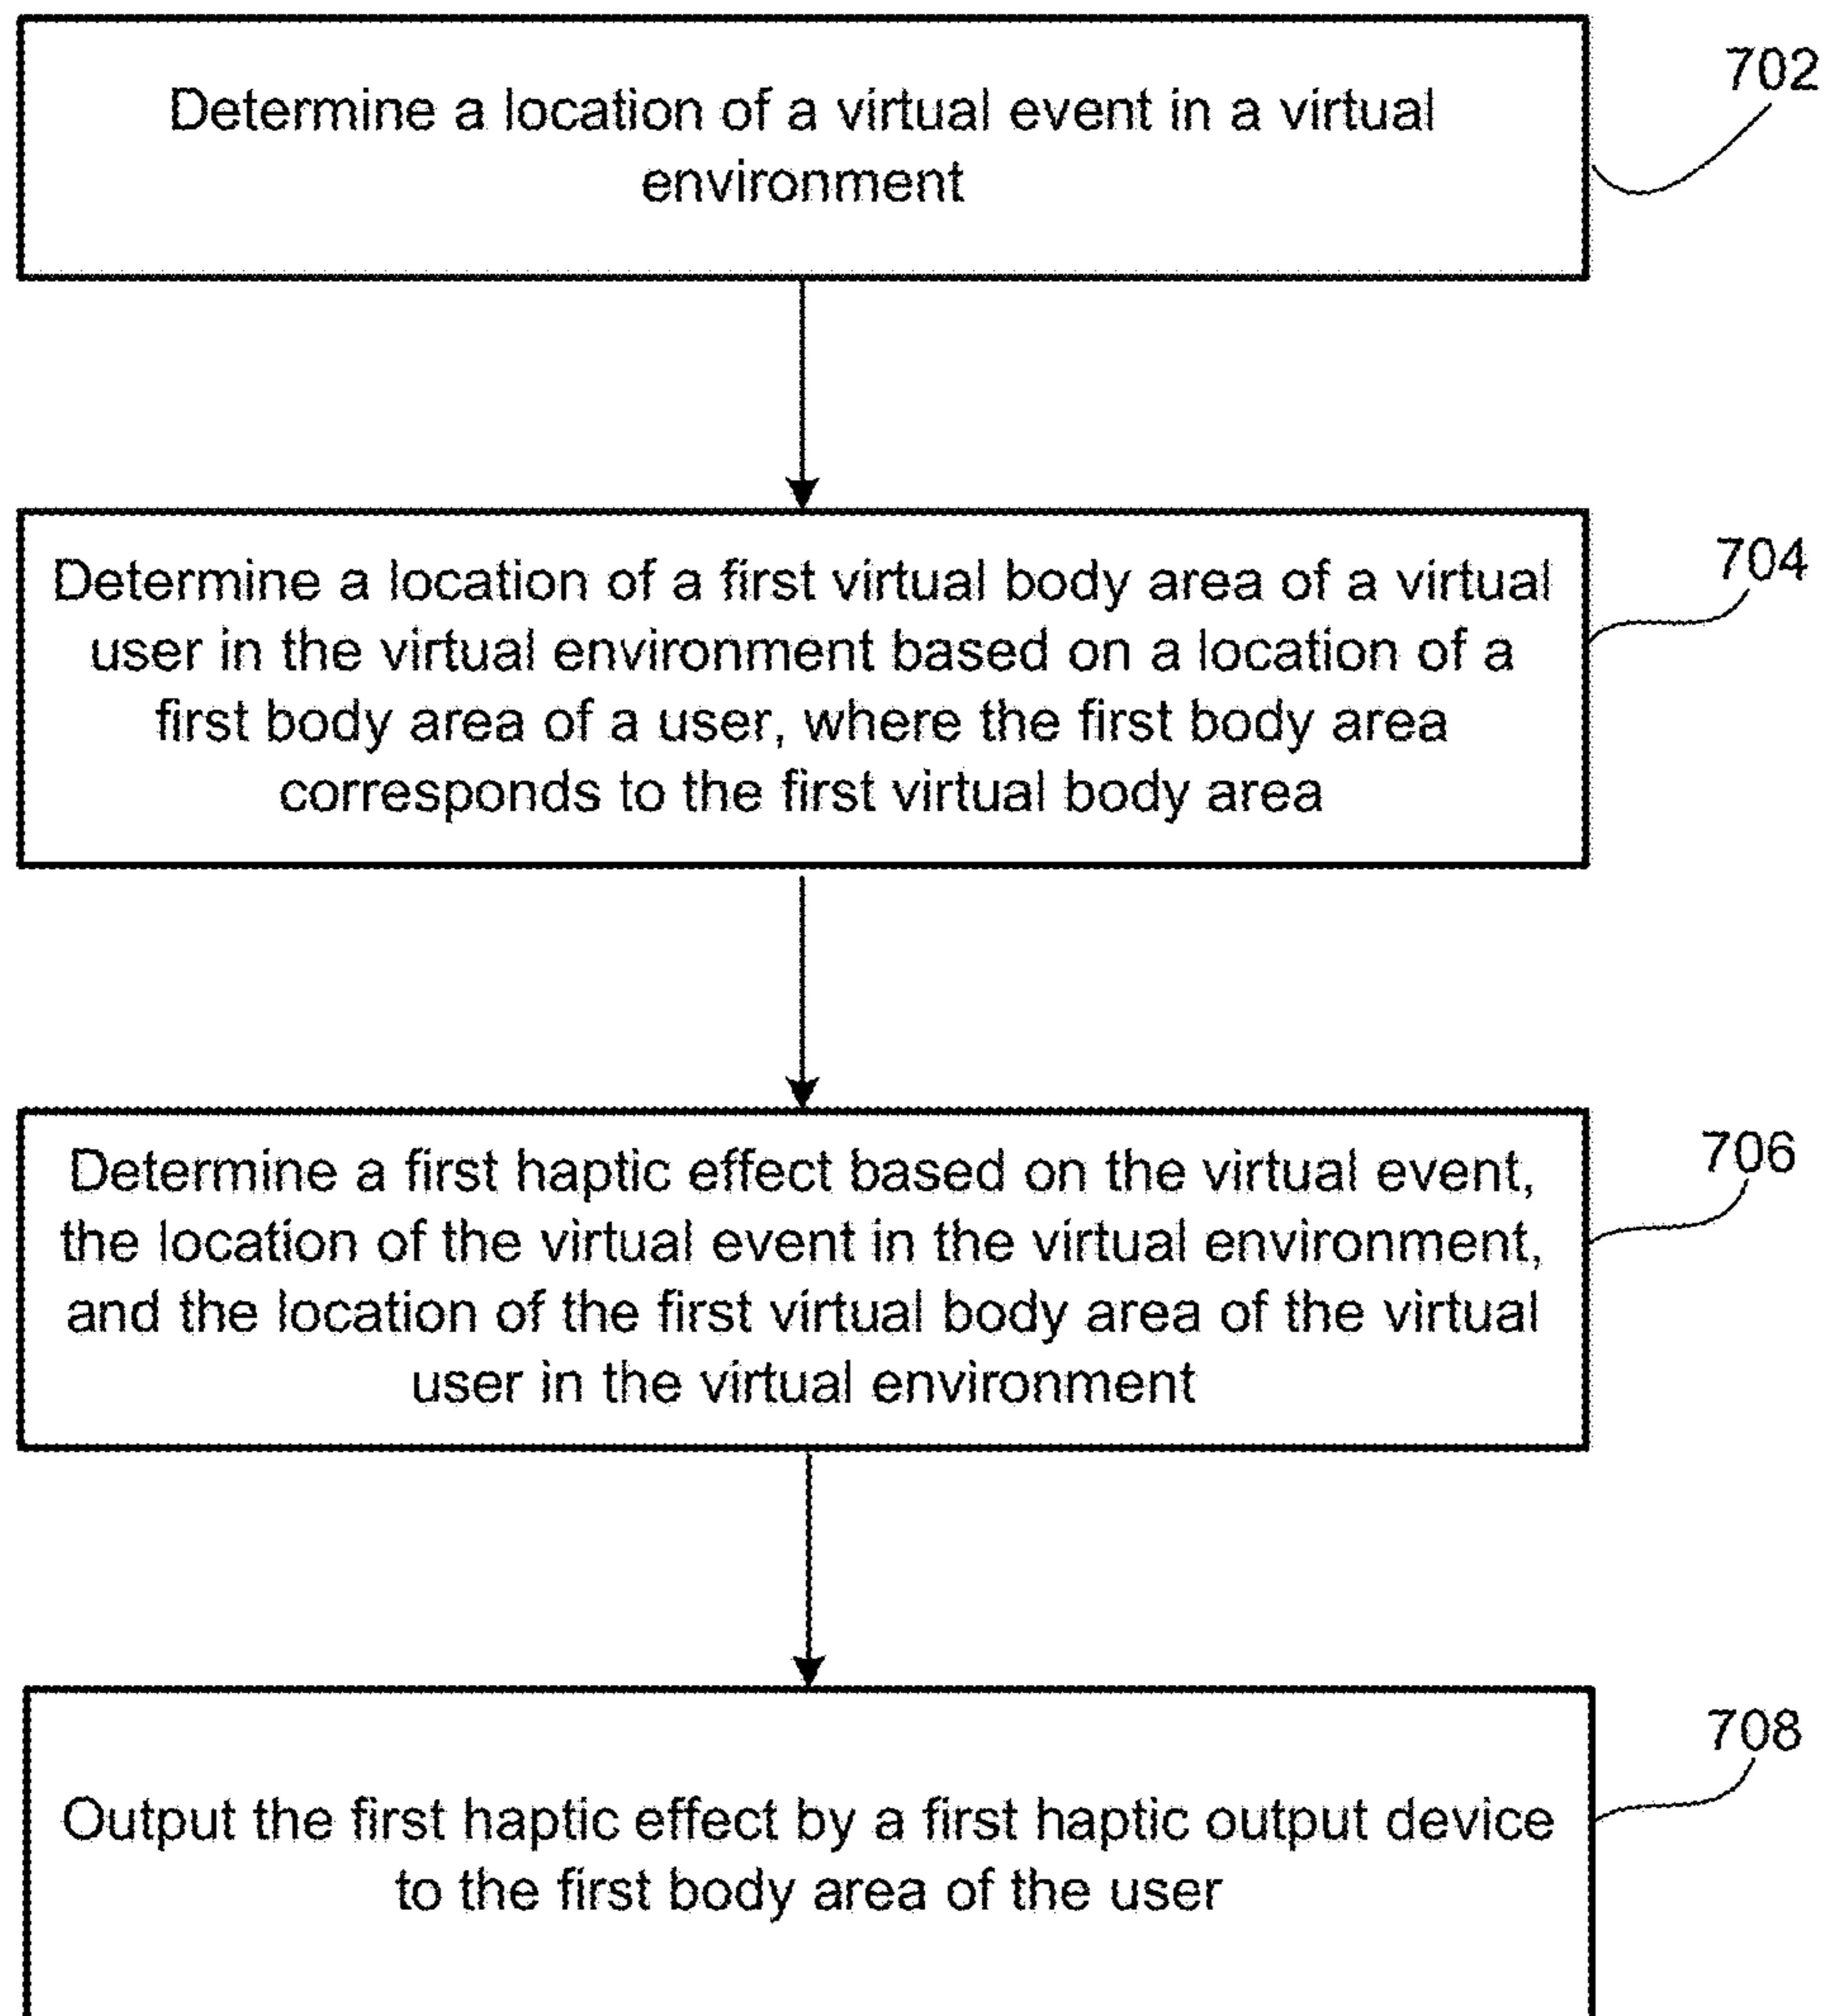 Determine a location of a virtual event in a virtual
environment
702
Determine a location of a first virtual body area of a virtual
user in the virtual environment based on a location of a
first body area of a user, where the first body area
corresponds to the first virtual body area
704
Determine a first haptic effect based on the virtual event,
the location of the virtual event in the virtual environment,
and the location of the first virtual body area of the virtual
user in the virtual environment
706
Output the first haptic effect by a first haptic output device
to the first body area of the user
708